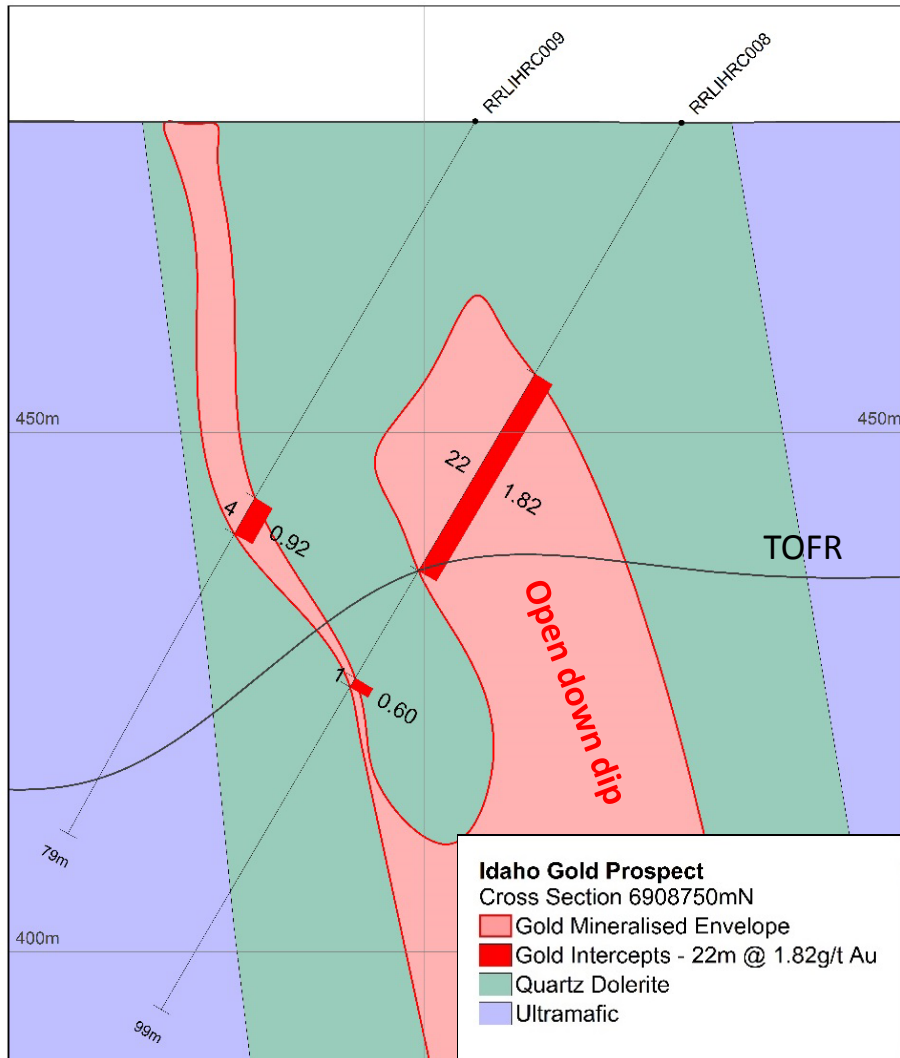 RRLIHRC009
RRLIHRC008
450m
450m
22
1.82
4
0.92
TOFR
Open down dip
1
0.60
79m
400m
99m
Idaho Gold Prospect
Cross Section 6908750mN
Gold Mineralised Envelope
Gold Intercepts - 22m @ 1.82g/t Au
Quartz Dolerite
Ultramafic